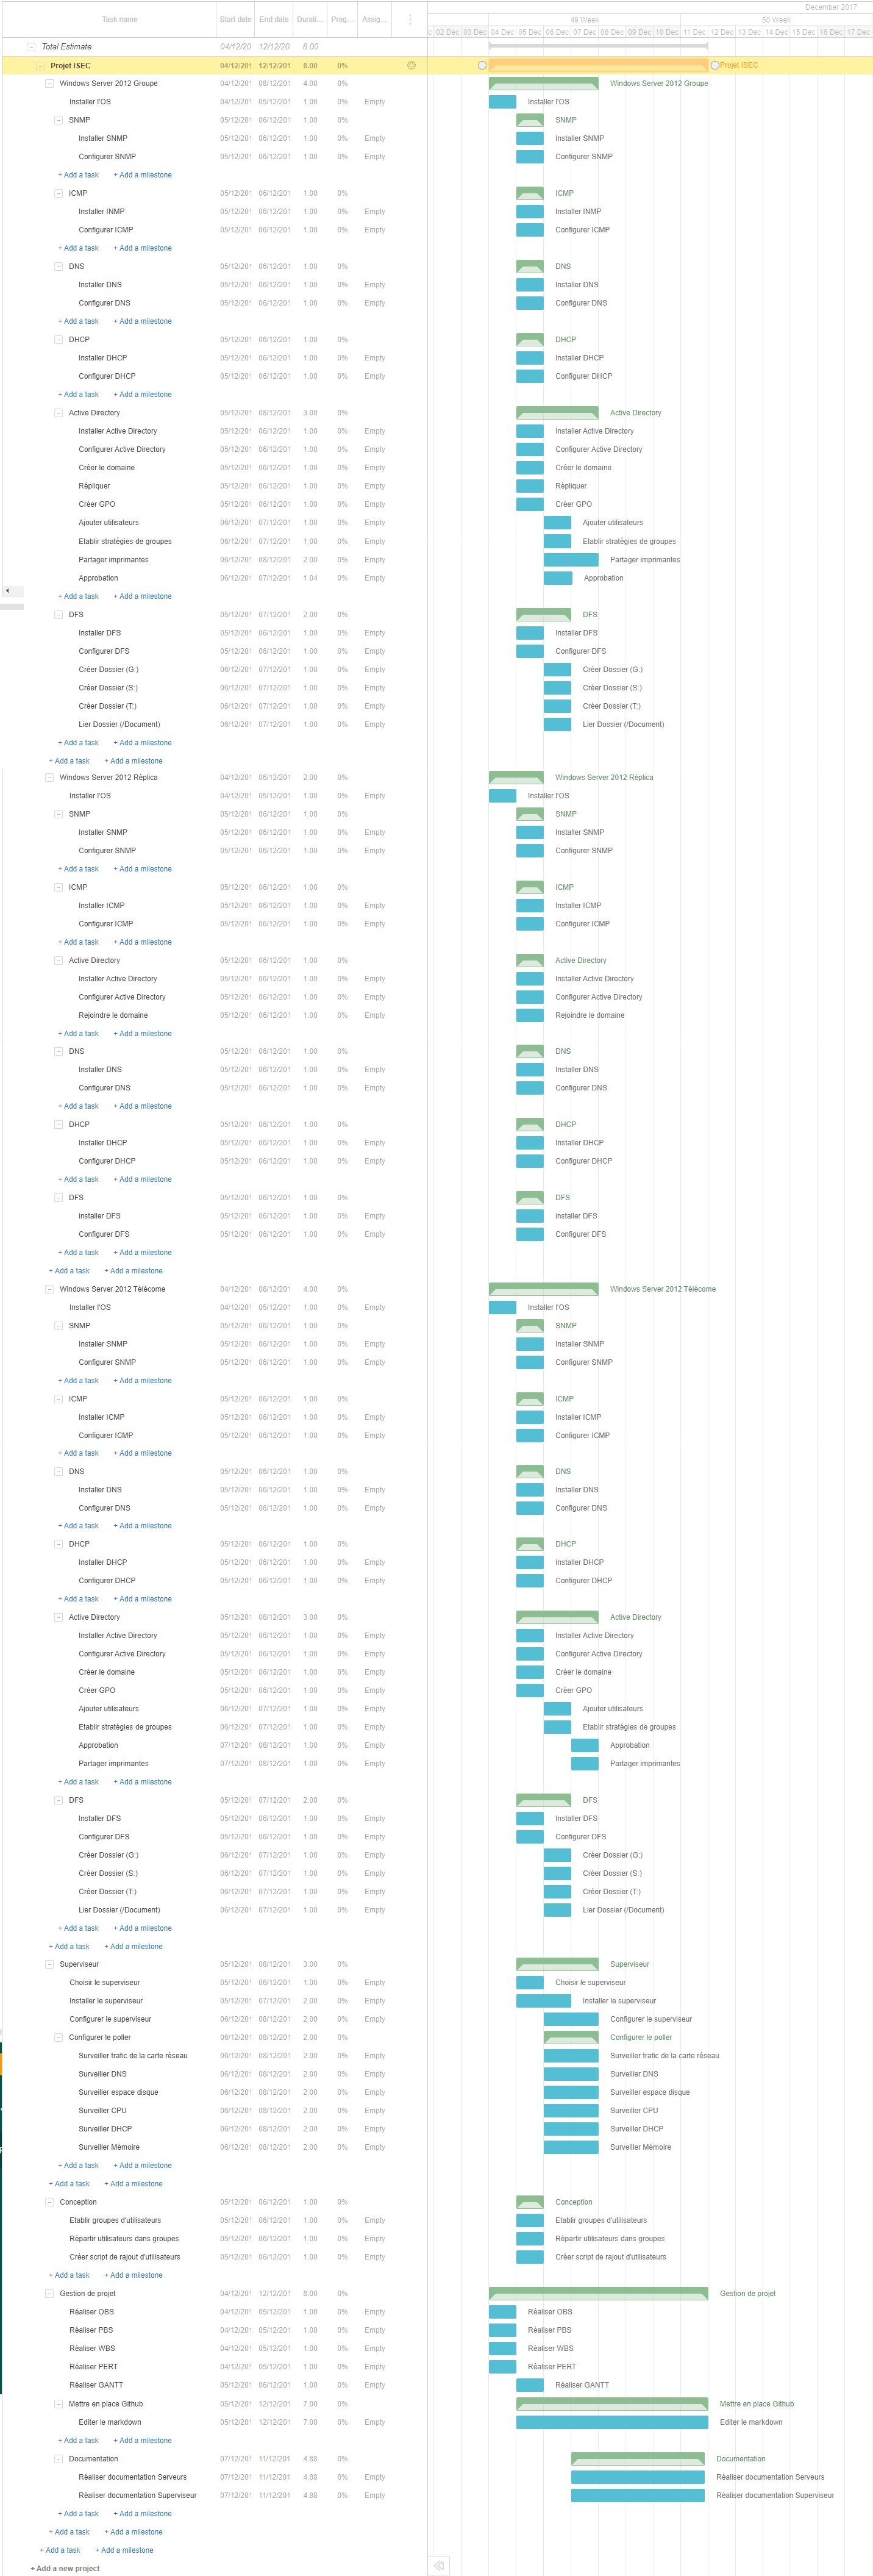 December 2017
Task name Start date End date Durati... Prog... Assig... 49 Week 50 Week
02 Dec 03 Dec 04 Dec 05 Dec 06 Dec 07 Dec 08 Dec 09 Dec 10 Dec 11 Dec 12 Dec 13 Dec 14 Dec 15 Dec 16 Dec 17 Dec
Total Estimate 04/12/20 12/12/20 8.00
Projet ISEC 04/12/201 12/12/201 8.00 0% Projet ISEC
Windows Server 2012 Groupe 04/12/201 08/12/201 4.00 0% Windows Server 2012 Groupe
Installer l'OS 04/12/201 05/12/201 1.00 0% Empty Installer l'OS
SNMP 05/12/201 06/12/201 1.00 0% SNMP
Installer SNMP 05/12/201 06/12/201 1.00 0% Empty Installer SNMP
Configurer SNMP 05/12/201 06/12/201 1.00 0% Empty Configurer SNMP
+ Add a task + Add a milestone
ICMP 05/12/201 06/12/201 1.00 0% ICMP
Installer INMP 05/12/201 06/12/201 1.00 0% Empty Installer INMP
Configurer ICMP 05/12/201 06/12/201 1.00 0% Empty Configurer ICMP
+ Add a task + Add a milestone
DNS 05/12/201 06/12/201 1.00 0% DNS
Installer DNS 05/12/201 06/12/201 1.00 0% Empty Installer DNS
Configurer DNS 05/12/201 06/12/201 1.00 0% Empty Configurer DNS
+ Add a task + Add a milestone
DHCP 05/12/201 06/12/201 1.00 0% DHCP
Installer DHCP 05/12/201 06/12/201 1.00 0% Empty Installer DHCP
Configurer DHCP 05/12/201 06/12/201 1.00 0% Empty Configurer DHCP
+ Add a task + Add a milestone
Active Directory 05/12/201 08/12/201 3.00 0% Active Directory
Installer Active Directory 05/12/201 06/12/201 1.00 0% Empty Installer Active Directory
Configurer Active Directory 05/12/201 06/12/201 1.00 0% Empty Configurer Active Directory
Créer le domaine 05/12/201 06/12/201 1.00 0% Empty Créer le domaine
Répliquer 05/12/201 06/12/201 1.00 0% Empty Répliquer
Créer GPO 05/12/201 06/12/201 1.00 0% Empty Créer GPO
Ajouter utilisateurs 06/12/201 07/12/201 1.00 0% Empty Ajouter utilisateurs
Etablir stratégies de groupes 06/12/201 07/12/201 1.00 0% Empty Etablir stratégies de groupes
Partager imprimantes 06/12/201 08/12/201 2.00 0% Empty Partager imprimantes
Approbation 06/12/201 07/12/201 1.04 0% Empty Approbation
+ Add a task + Add a milestone
DFS 05/12/201 07/12/201 2.00 0% DFS
Installer DFS 05/12/201 06/12/201 1.00 0% Empty Installer DFS
Configurer DFS 05/12/201 06/12/201 1.00 0% Empty Configurer DFS
Créer Dossier (G:) 06/12/201 07/12/201 1.00 0% Empty Créer Dossier (G:)
Créer Dossier (S:) 06/12/201 07/12/201 1.00 0% Empty Créer Dossier (S:)
Créer Dossier (T:) 06/12/201 07/12/201 1.00 0% Empty Créer Dossier (T:)
Lier Dossier (/Document) 06/12/201 07/12/201 1.00 0% Empty Lier Dossier (/Document)
+ Add a task + Add a milestone
+ Add a task + Add a milestone
Windows Server 2012 Réplica 04/12/201 06/12/201 2.00 0% Windows Server 2012 Réplica
Installer l'OS 04/12/201 05/12/201 1.00 0% Empty Installer l'OS
SNMP 05/12/201 06/12/201 1.00 0% SNMP
Installer SNMP 05/12/201 06/12/201 1.00 0% Empty Installer SNMP
Configurer SNMP 05/12/201 06/12/201 1.00 0% Empty Configurer SNMP
+ Add a task + Add a milestone
ICMP 05/12/201 06/12/201 1.00 0% ICMP
Installer ICMP 05/12/201 06/12/201 1.00 0% Empty Installer ICMP
Configurer ICMP 05/12/201 06/12/201 1.00 0% Empty Configurer ICMP
+ Add a task + Add a milestone
Active Directory 05/12/201 06/12/201 1.00 0% Active Directory
Installer Active Directory 05/12/201 06/12/201 1.00 0% Empty Installer Active Directory
Configurer Active Directory 05/12/201 06/12/201 1.00 0% Empty Configurer Active Directory
Rejoindre le domaine 05/12/201 06/12/201 1.00 0% Empty Rejoindre le domaine
+ Add a task + Add a milestone
DNS 05/12/201 06/12/201 1.00 0% DNS
Installer DNS 05/12/201 06/12/201 1.00 0% Empty Installer DNS
Configurer DNS 05/12/201 06/12/201 1.00 0% Empty Configurer DNS
+ Add a task + Add a milestone
DHCP 05/12/201 06/12/201 1.00 0% DHCP
Installer DHCP 05/12/201 06/12/201 1.00 0% Empty Installer DHCP
Configurer DHCP 05/12/201 06/12/201 1.00 0% Empty Configurer DHCP
+ Add a task + Add a milestone
DFS 05/12/201 06/12/201 1.00 0% DFS
installer DFS 05/12/201 06/12/201 1.00 0% Empty installer DFS
Configurer DFS 05/12/201 06/12/201 1.00 0% Empty Configurer DFS
+ Add a task + Add a milestone
+ Add a task + Add a milestone
Windows Server 2012 Télécome 04/12/201 08/12/201 4.00 0% Windows Server 2012 Télécome
Installer l'OS 04/12/201 05/12/201 1.00 0% Empty Installer l'OS
SNMP 05/12/201 06/12/201 1.00 0% SNMP
Installer SNMP 05/12/201 06/12/201 1.00 0% Empty Installer SNMP
Configurer SNMP 05/12/201 06/12/201 1.00 0% Empty Configurer SNMP
+ Add a task + Add a milestone
ICMP 05/12/201 06/12/201 1.00 0% ICMP
Installer ICMP 05/12/201 06/12/201 1.00 0% Empty Installer ICMP
Configurer ICMP 05/12/201 06/12/201 1.00 0% Empty Configurer ICMP
+ Add a task + Add a milestone
DNS 05/12/201 06/12/201 1.00 0% DNS
Installer DNS 05/12/201 06/12/201 1.00 0% Empty Installer DNS
Configurer DNS 05/12/201 06/12/201 1.00 0% Empty Configurer DNS
+ Add a task + Add a milestone
DHCP 05/12/201 06/12/201 1.00 0% DHCP
Installer DHCP 05/12/201 06/12/201 1.00 0% Empty Installer DHCP
Configurer DHCP 05/12/201 06/12/201 1.00 0% Empty Configurer DHCP
+ Add a task + Add a milestone
Active Directory 05/12/201 08/12/201 3.00 0% Active Directory
Installer Active Directory 05/12/201 06/12/201 1.00 0% Empty Installer Active Directory
Configurer Active Directory 05/12/201 06/12/201 1.00 0% Empty Configurer Active Directory
Créer le domaine 05/12/201 06/12/201 1.00 0% Empty Créer le domaine
Créer GPO 05/12/201 06/12/201 1.00 0% Empty Créer GPO
Ajouter utilisateurs 06/12/201 07/12/201 1.00 0% Empty Ajouter utilisateurs
Etablir stratégies de groupes 06/12/201 07/12/201 1.00 0% Empty Etablir stratégies de groupes
Approbation 07/12/201 08/12/201 1.00 0% Empty Approbation
Partager imprimantes 07/12/201 08/12/201 1.00 0% Empty Partager imprimantes
+ Add a task + Add a milestone
DFS 05/12/201 07/12/201 2.00 0% DFS
Installer DFS 05/12/201 06/12/201 1.00 0% Empty Installer DFS
Configurer DFS 05/12/201 06/12/201 1.00 0% Empty Configurer DFS
Créer Dossier (G:) 06/12/201 07/12/201 1.00 0% Empty Créer Dossier (G:)
Créer Dossier (S:) 06/12/201 07/12/201 1.00 0% Empty Créer Dossier (S:)
Créer Dossier (T:) 06/12/201 07/12/201 1.00 0% Empty Créer Dossier (T:)
Lier Dossier (/Document) 06/12/201 07/12/201 1.00 0% Empty Lier Dossier (/Document)
+ Add a task + Add a milestone
+ Add a task + Add a milestone
Superviseur 05/12/201 08/12/201 3.00 0% Superviseur
Choisir le superviseur 05/12/201 06/12/201 1.00 0% Empty Choisir le superviseur
Installer le superviseur 05/12/201 07/12/201 2.00 0% Empty Installer le superviseur
Configurer le superviseur 06/12/201 08/12/201 2.00 0% Empty Configurer le superviseur
Configurer le poller 06/12/201 08/12/201 2.00 0% Configurer le poller
Surveiller trafic de la carte réseau 06/12/201 08/12/201 2.00 0% Empty Surveiller trafic de la carte réseau
Surveiller DNS 06/12/201 08/12/201 2.00 0% Empty Surveiller DNS
Surveiller espace disque 06/12/201 08/12/201 2.00 0% Empty Surveiller espace disque
Surveiller CPU 06/12/201 08/12/201 2.00 0% Empty Surveiller CPU
Surveiller DHCP 06/12/201 08/12/201 2.00 0% Empty Surveiller DHCP
Surveiller Mémoire 06/12/201 08/12/201 2.00 0% Empty Surveiller Mémoire
+ Add a task + Add a milestone
+ Add a task + Add a milestone
Conception 05/12/201 06/12/201 1.00 0% Conception
Etablir groupes d'utilisateurs 05/12/201 06/12/201 1.00 0% Empty Etablir groupes d'utilisateurs
Répartir utilisateurs dans groupes 05/12/201 06/12/201 1.00 0% Empty Répartir utilisateurs dans groupes
Créer script de rajout d'utilisateurs 05/12/201 06/12/201 1.00 0% Empty Créer script de rajout d'utilisateurs
+ Add a task + Add a milestone
Gestion de projet 04/12/201 12/12/201 8.00 0% Gestion de projet
Réaliser OBS 04/12/201 05/12/201 1.00 0% Empty Réaliser OBS
Réaliser PBS 04/12/201 05/12/201 1.00 0% Empty Réaliser PBS
Réaliser WBS 04/12/201 05/12/201 1.00 0% Empty Réaliser WBS
Réaliser PERT 04/12/201 05/12/201 1.00 0% Empty Réaliser PERT
Réaliser GANTT 05/12/201 06/12/201 1.00 0% Empty Réaliser GANTT
Mettre en place Github 05/12/201 12/12/201 7.00 0% Mettre en place Github
Editer le markdown 05/12/201 12/12/201 7.00 0% Empty Editer le markdown
+ Add a task + Add a milestone
Documentation 07/12/201 11/12/201 4.88 0% Documentation
Réaliser documentation Serveurs 07/12/201 11/12/201 4.88 0% Empty Réaliser documentation Serveurs
Réaliser documentation Superviseur 07/12/201 11/12/201 4.88 0% Empty Réaliser documentation Superviseur
+ Add a task + Add a milestone
+ Add a task + Add a milestone
+ Add a task + Add a milestone
+ Add a new project